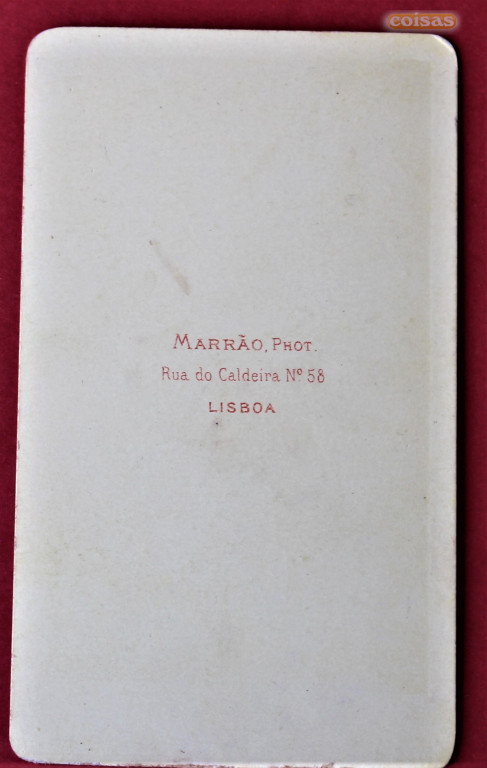 coisas
MARRÃO, PHOT.
Rua do Caldeira Nº 58
LISBOA